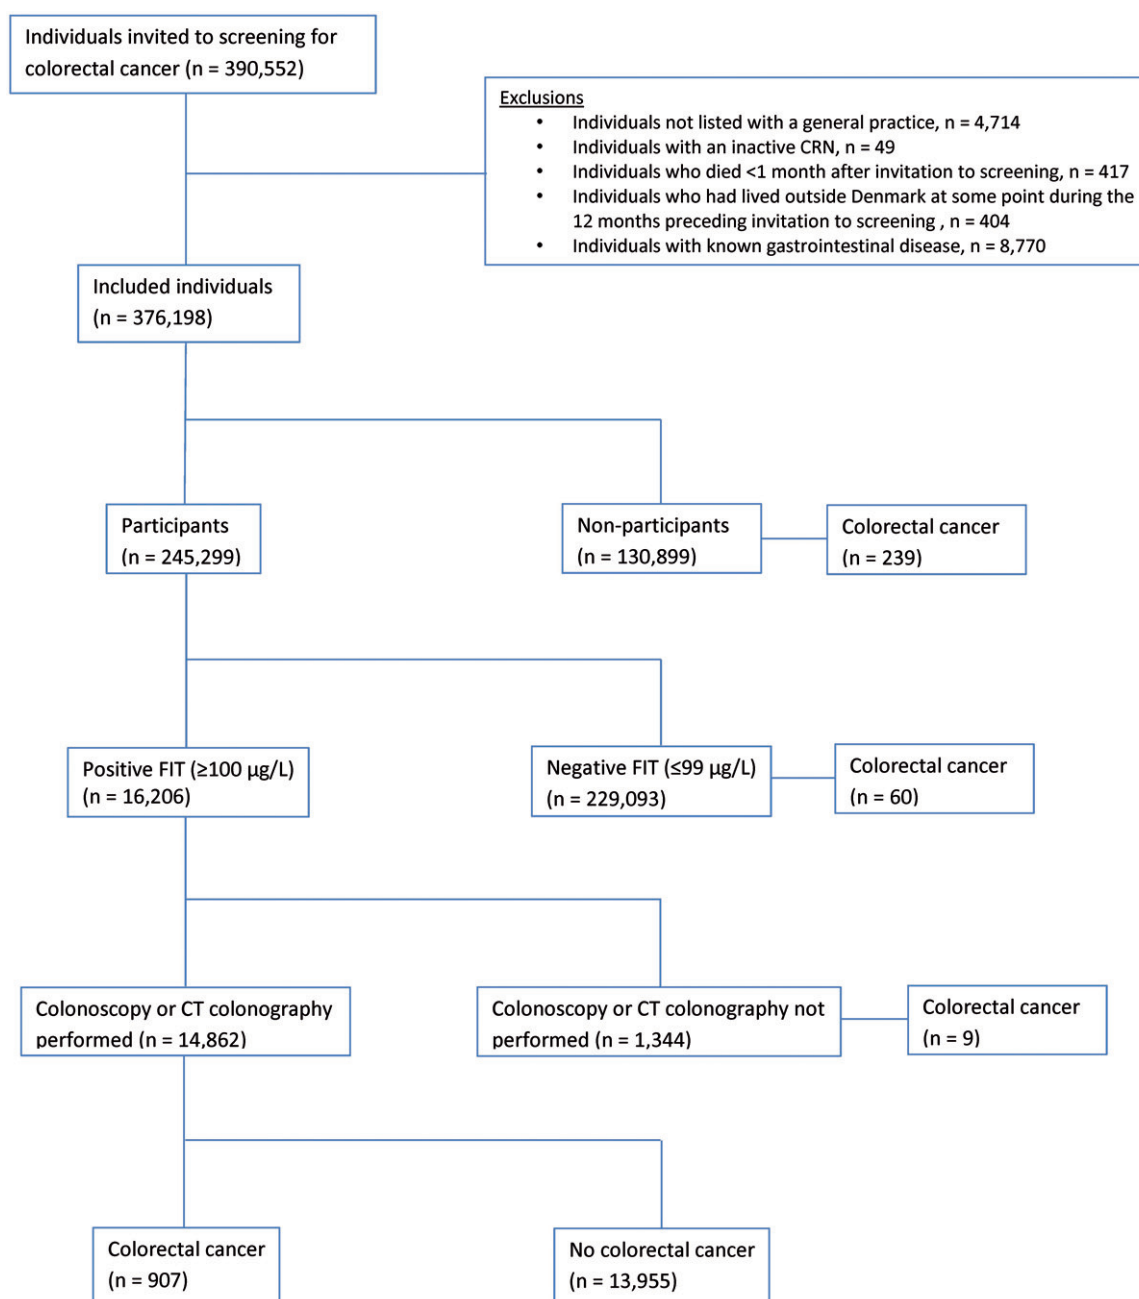 Individuals invited to screening for
colorectal cancer (n = 390,552)
Exclusions
• Individuals not listed with a general practice, n = 4,714
• Individuals with an inactive CRN, n = 49
• Individuals who died <1 month after invitation to screening, n = 417
• Individuals who had lived outside Denmark at some point during the
12 months preceding invitation to screening , n = 404
• Individuals with known gastrointestinal disease, n = 8,770
Included individuals
(n = 376,198)
Participants
(n = 245,299)
Non-participants
(n = 130,899)
Colorectal cancer
(n = 239)
Positive FIT (≥100 µg/L)
(n = 16,206)
Negative FIT (≤99 µg/L)
(n = 229,093)
Colorectal cancer
(n = 60)
Colonoscopy or CT colonography
performed (n = 14,862)
Colonoscopy or CT colonography not
performed (n = 1,344)
Colorectal cancer
(n = 9)
Colorectal cancer
(n = 907)
No colorectal cancer
(n = 13,955)